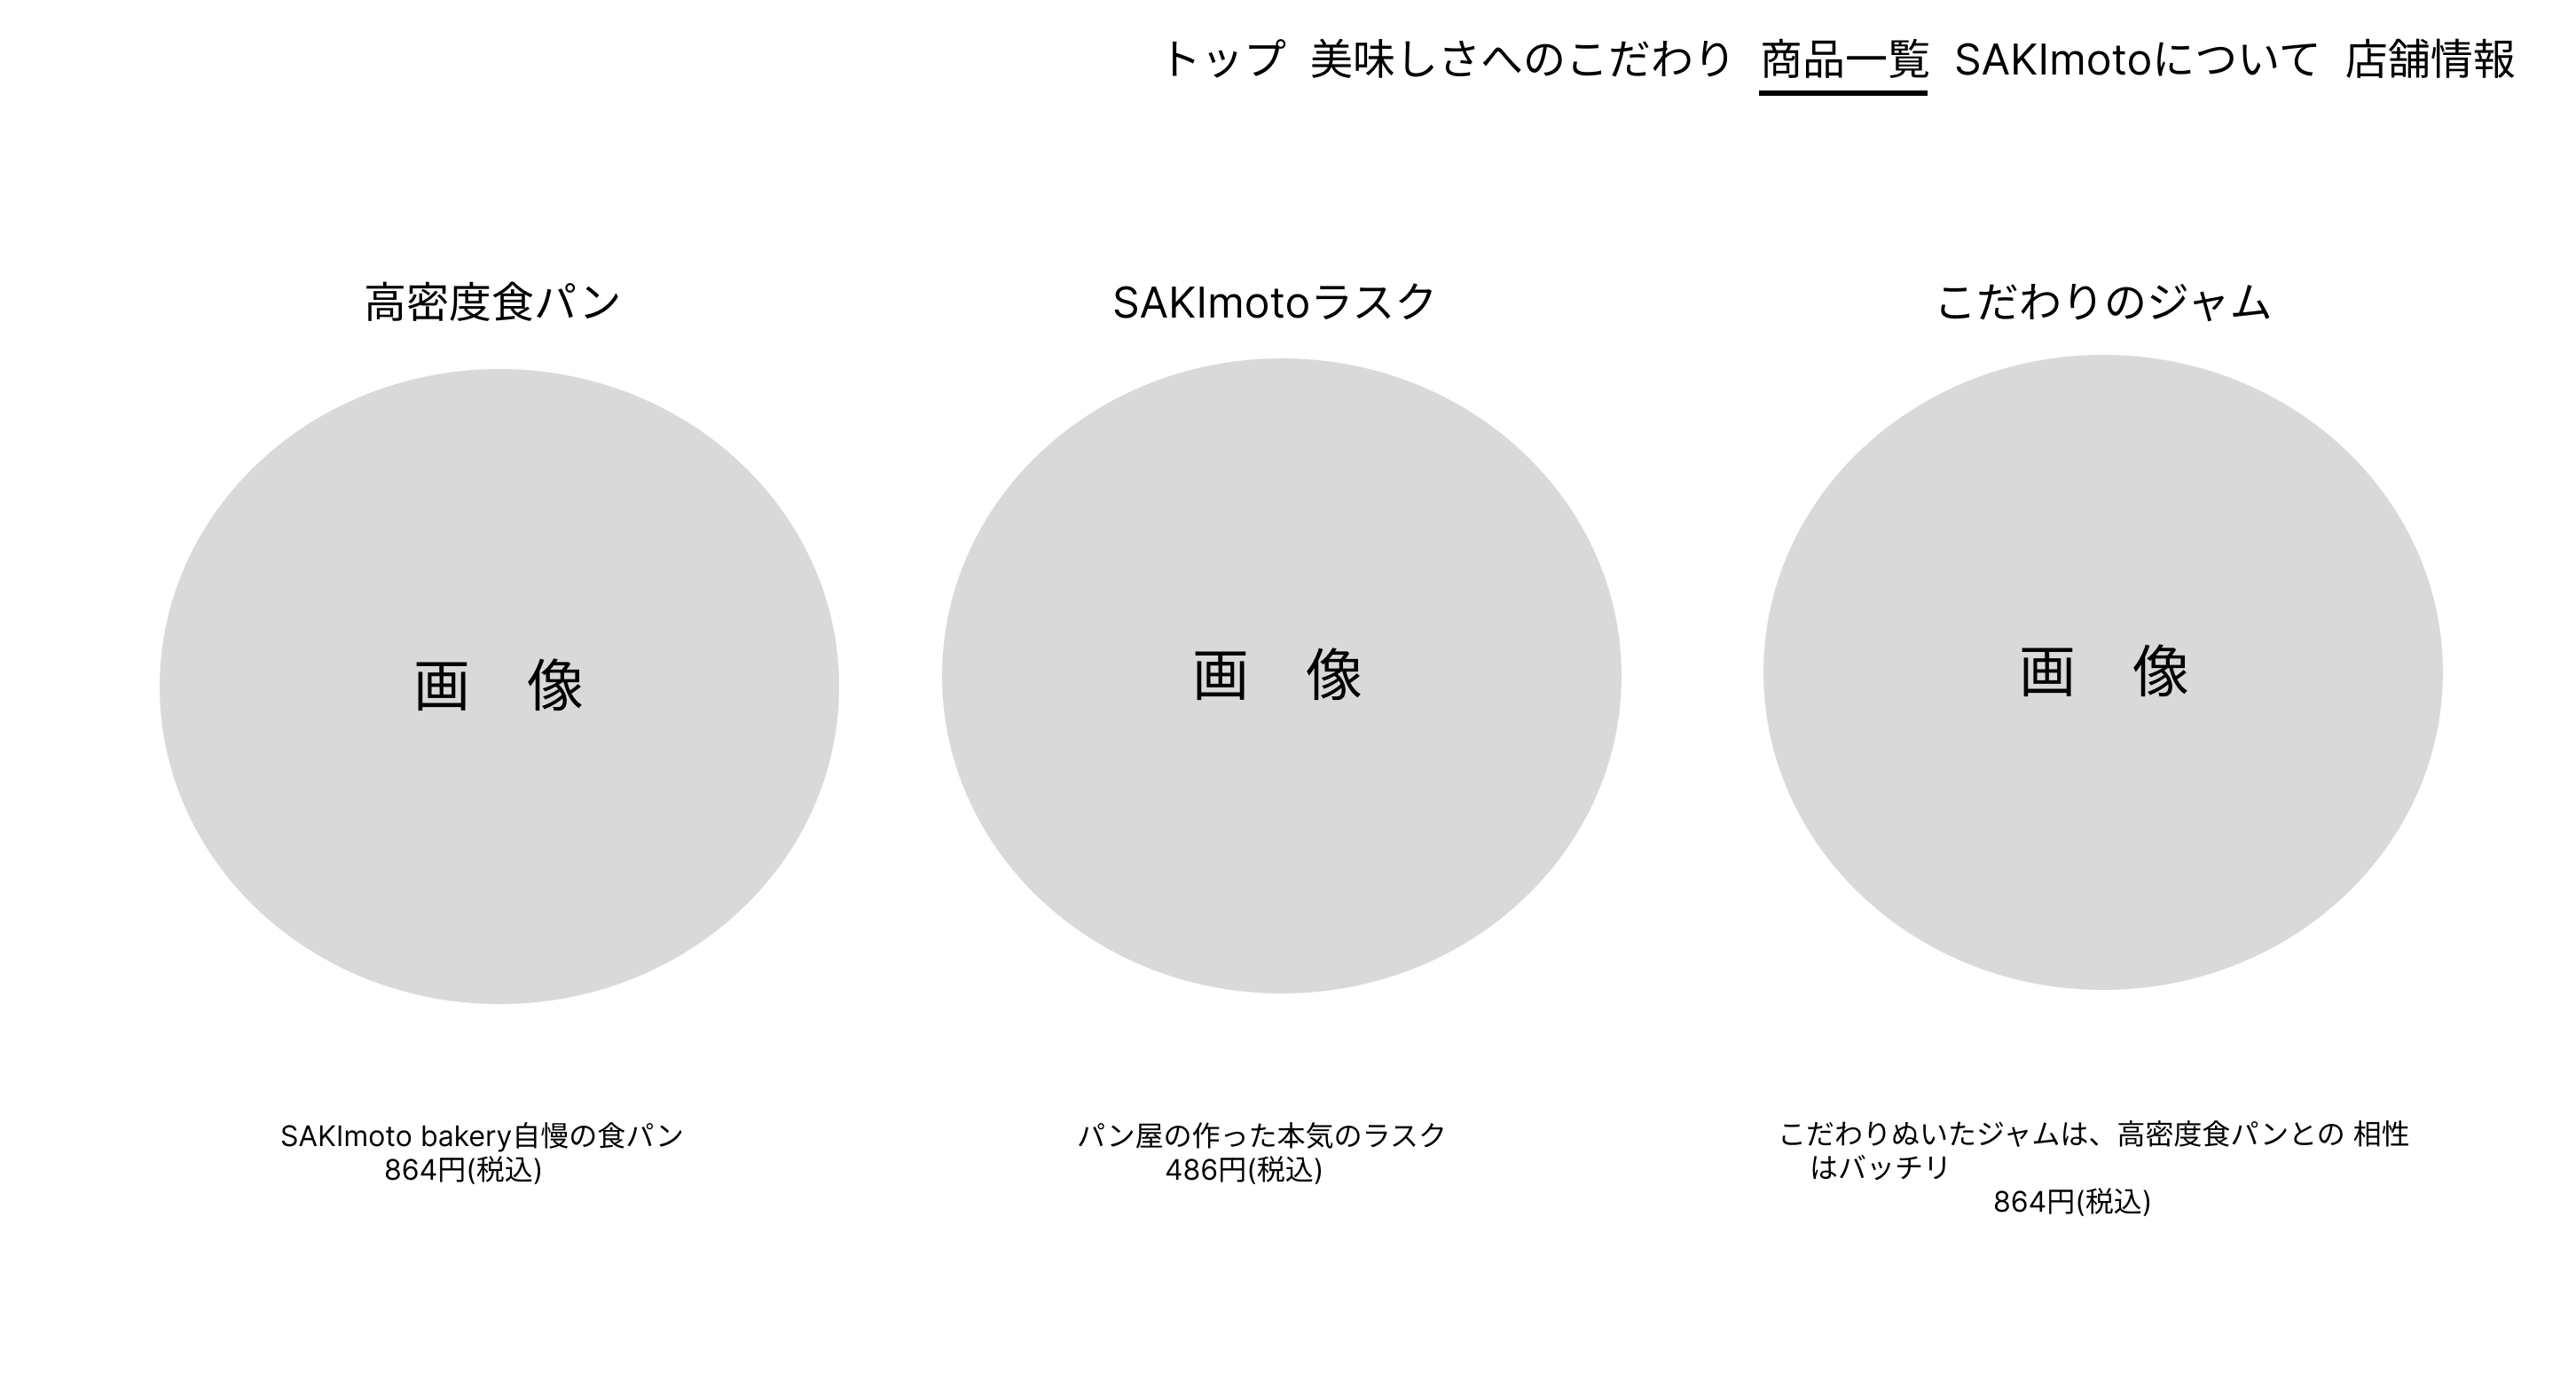 トップ 美味しさへのこだわり 商品一覧 SAKImotoについて 店舗情報
高密度食パン
SAKImotoラスク
こだわりのジャム
画　像
画　像
画　像
SAKImoto bakery自慢の食パン
864円(税込)
パン屋の作った本気のラスク
486円(税込)
こだわりぬいたジャムは、高密度食パンとの 相性
はバッチリ
864円(税込)